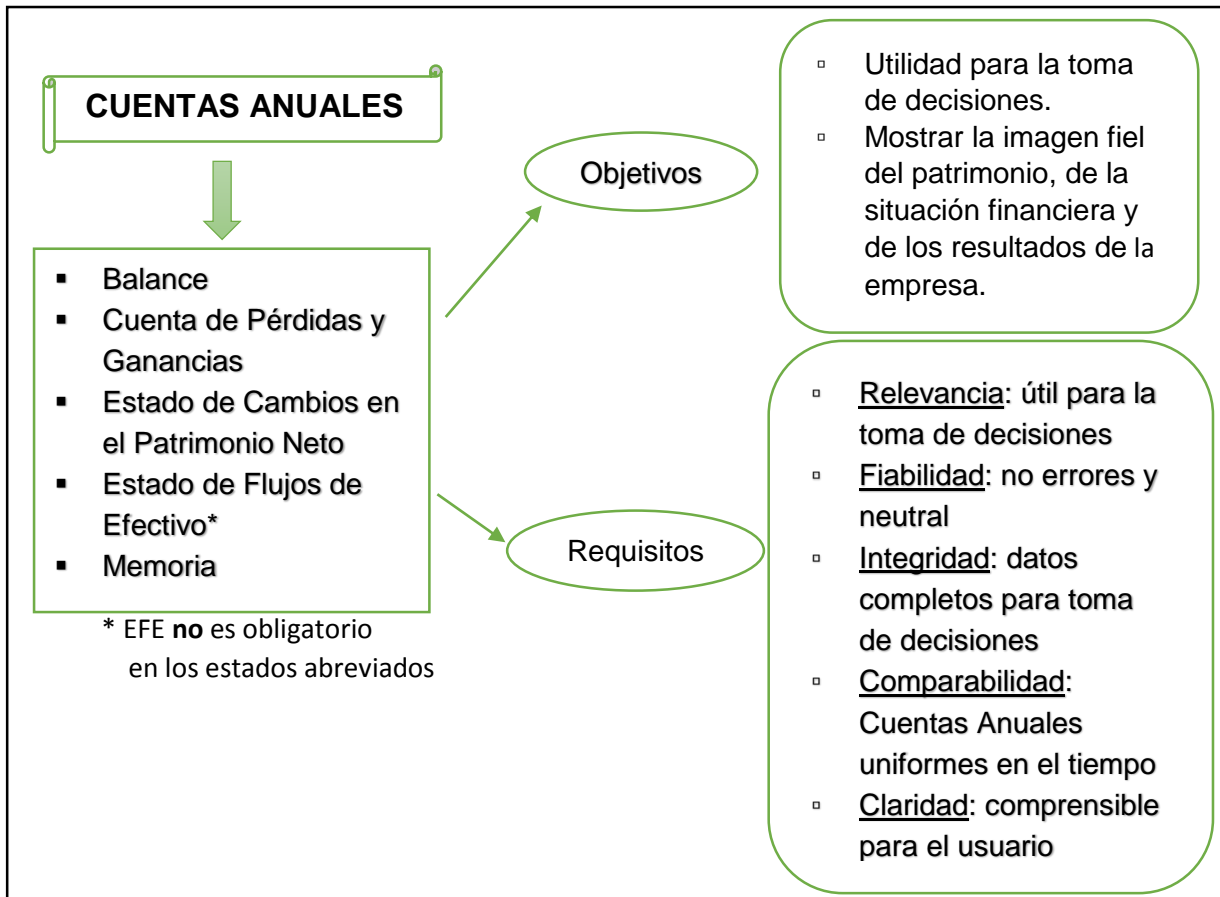 CUENTAS ANUALES
▪ Balance
▪ Cuenta de Pérdidas y
Ganancias
▪ Estado de Cambios en
el Patrimonio Neto
▪ Estado de Flujos de
Efectivo*
▪ Memoria
* EFE no es obligatorio
en los estados abreviados
Objetivos
▫ Utilidad para la toma
de decisiones.
▫ Mostrar la imagen fiel
del patrimonio, de la
situación financiera y
de los resultados de la
empresa.
Requisitos
▫ Relevancia: útil para la
toma de decisiones
▫ Fiabilidad: no errores y
neutral
▫ Integridad: datos
completos para toma
de decisiones
▫ Comparabilidad:
Cuentas Anuales
uniformes en el tiempo
▫ Claridad: comprensible
para el usuario